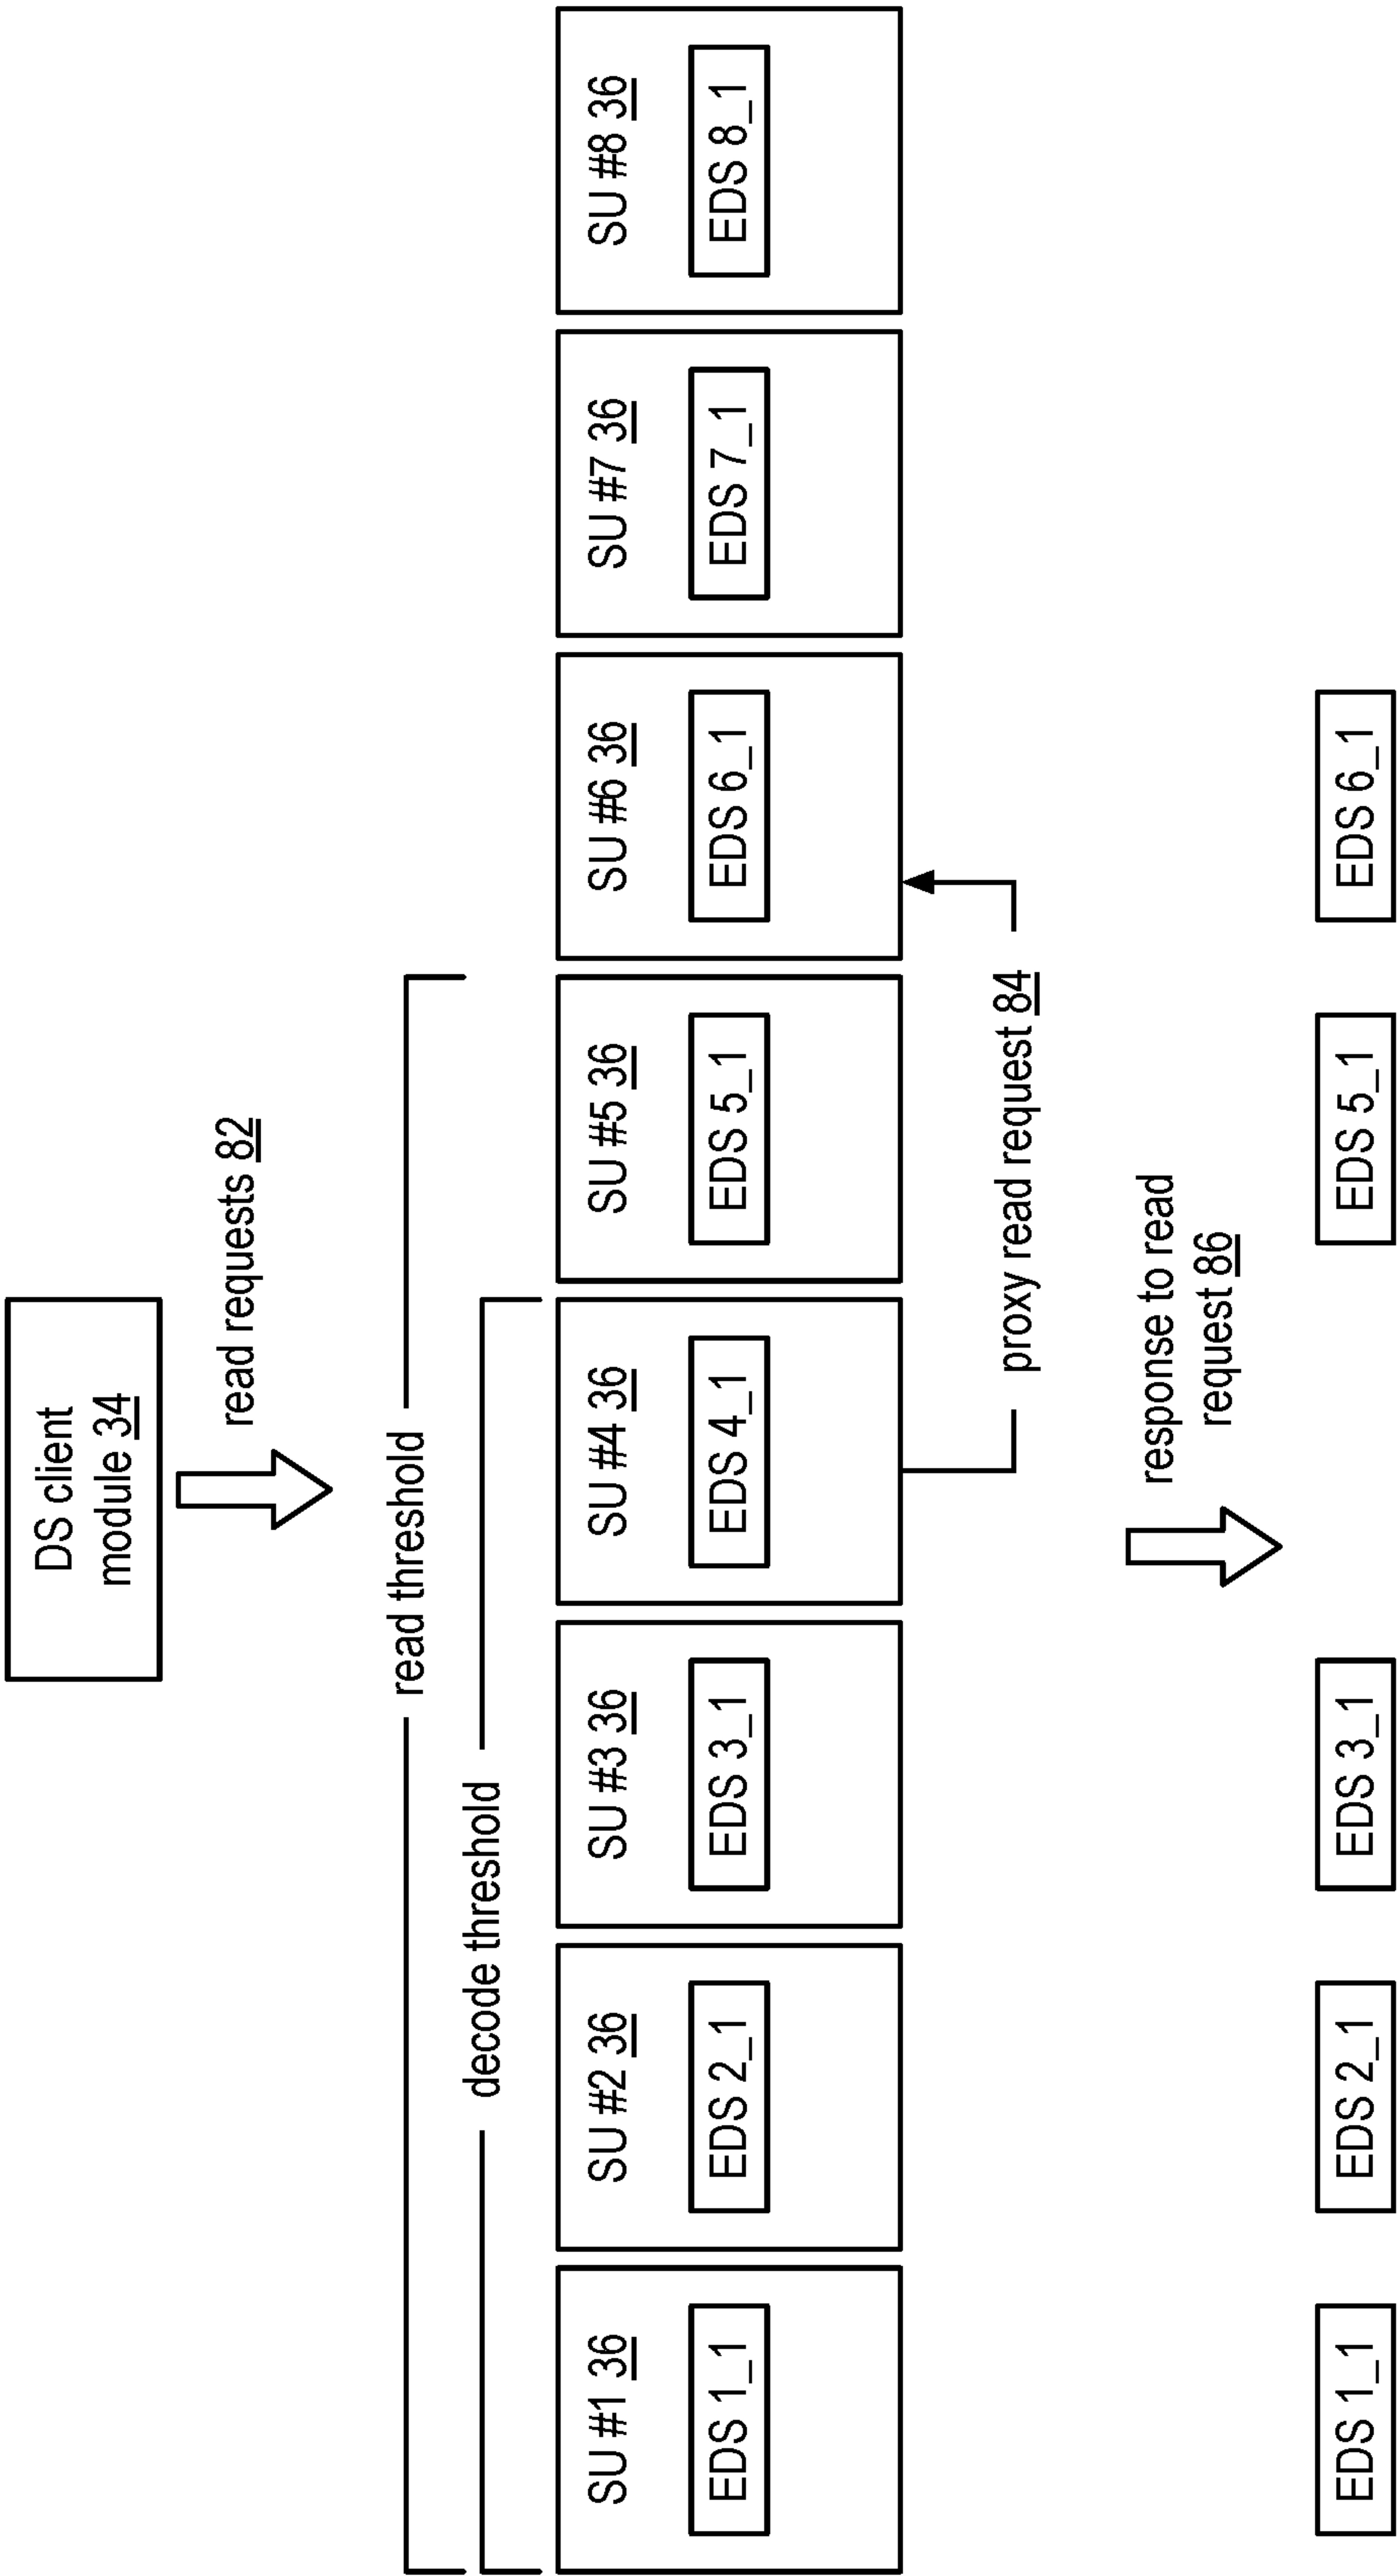 DS client
module 34
read requests 82
read threshold
decode threshold
SU #1 36
EDS 1_1
SU #2 36
EDS 2_1
SU #3 36
EDS 3_1
SU #4 36
EDS 4_1
SU #5 36
EDS 5_1
SU #6 36
EDS 6_1
SU #7 36
EDS 7_1
SU #8 36
EDS 8_1
proxy read request 84
response to read
request 86
EDS 1_1
EDS 2_1
EDS 3_1
EDS 5_1
EDS 6_1